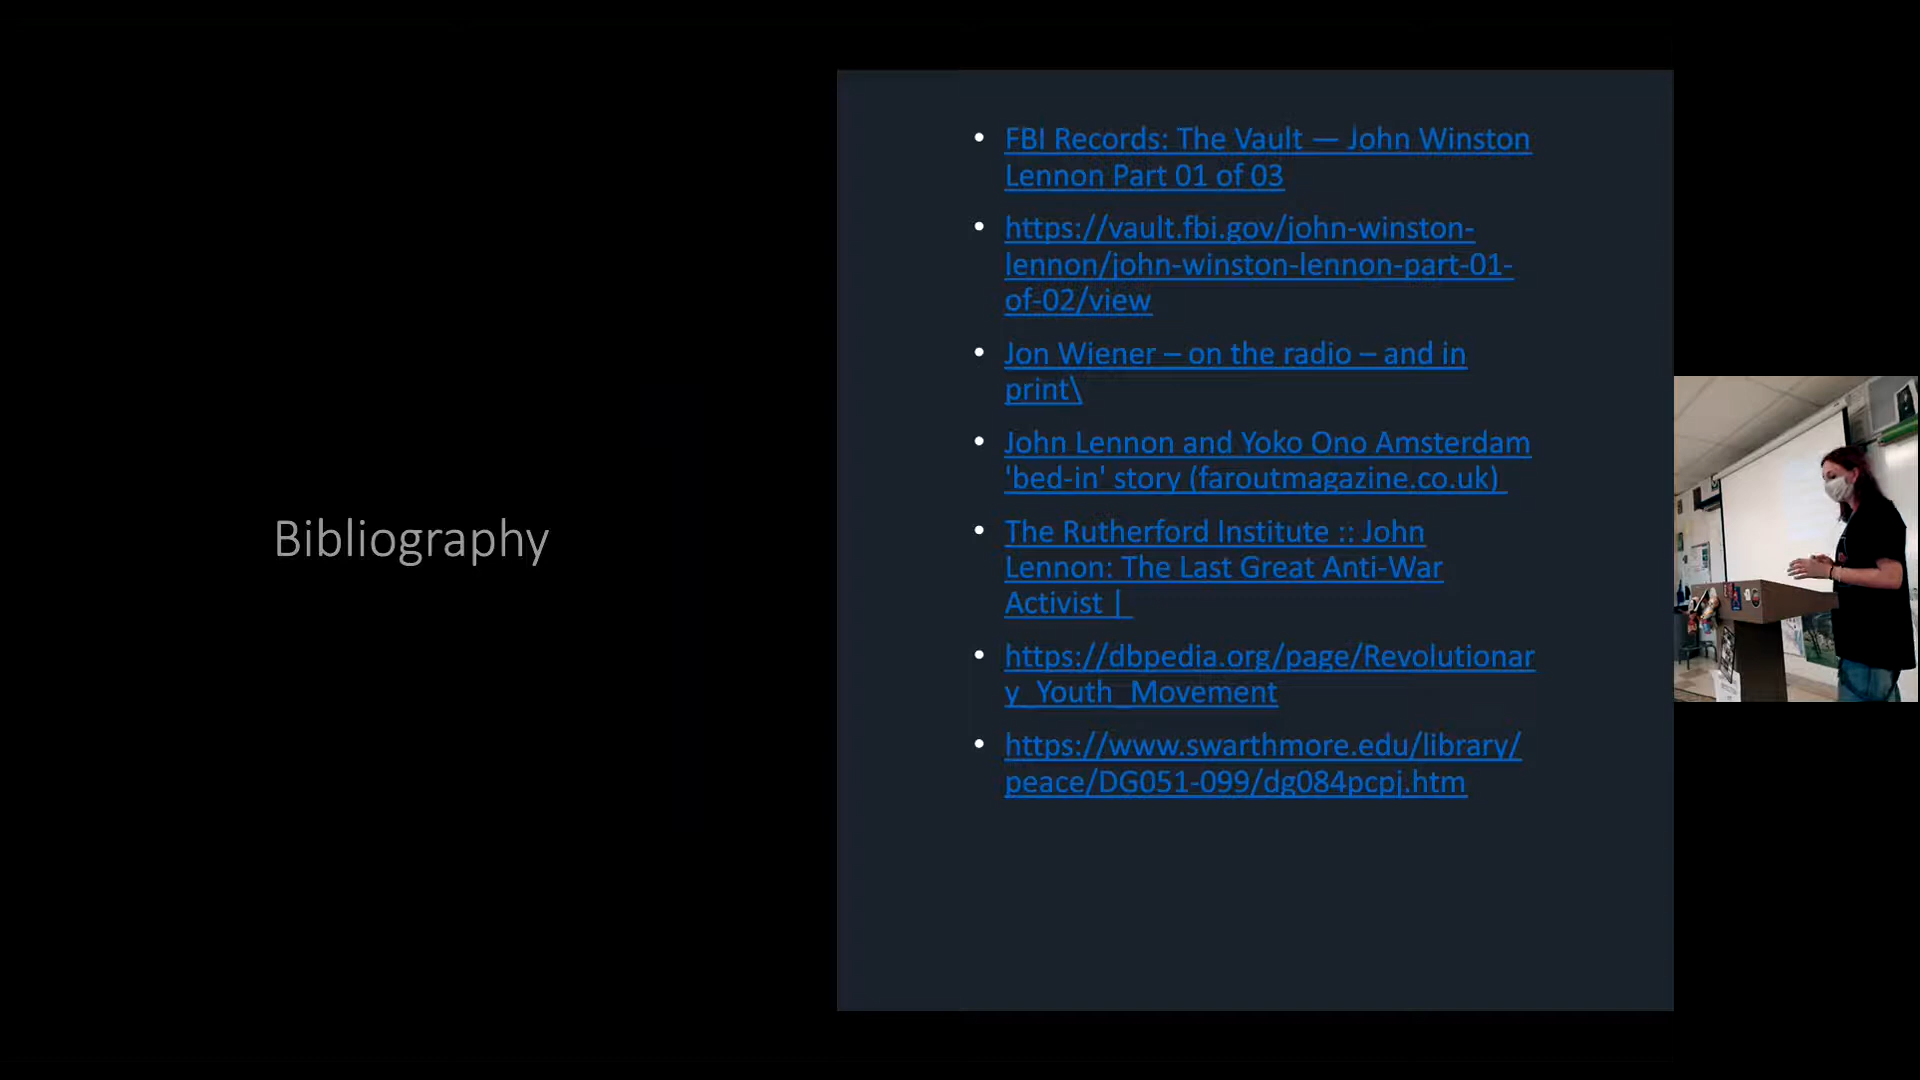 Bibliography
• FBI Records: The Vault — John Winston
Lennon Part 01 of 03
• https://vault.fbi.gov/john-winston-
lennon/john-winston-lennon-part-01-
of-02/view
• Jon Wiener – on the radio – and in
print\
• John Lennon and Yoko Ono Amsterdam
'bed-in' story (faroutmagazine.co.uk)
• The Rutherford Institute :: John
Lennon: The Last Great Anti-War
Activist |
• https://dbpedia.org/page/Revolutionar
y_Youth_Movement
• https://www.swarthmore.edu/library/
peace/DG051-099/dg084pcpj.htm